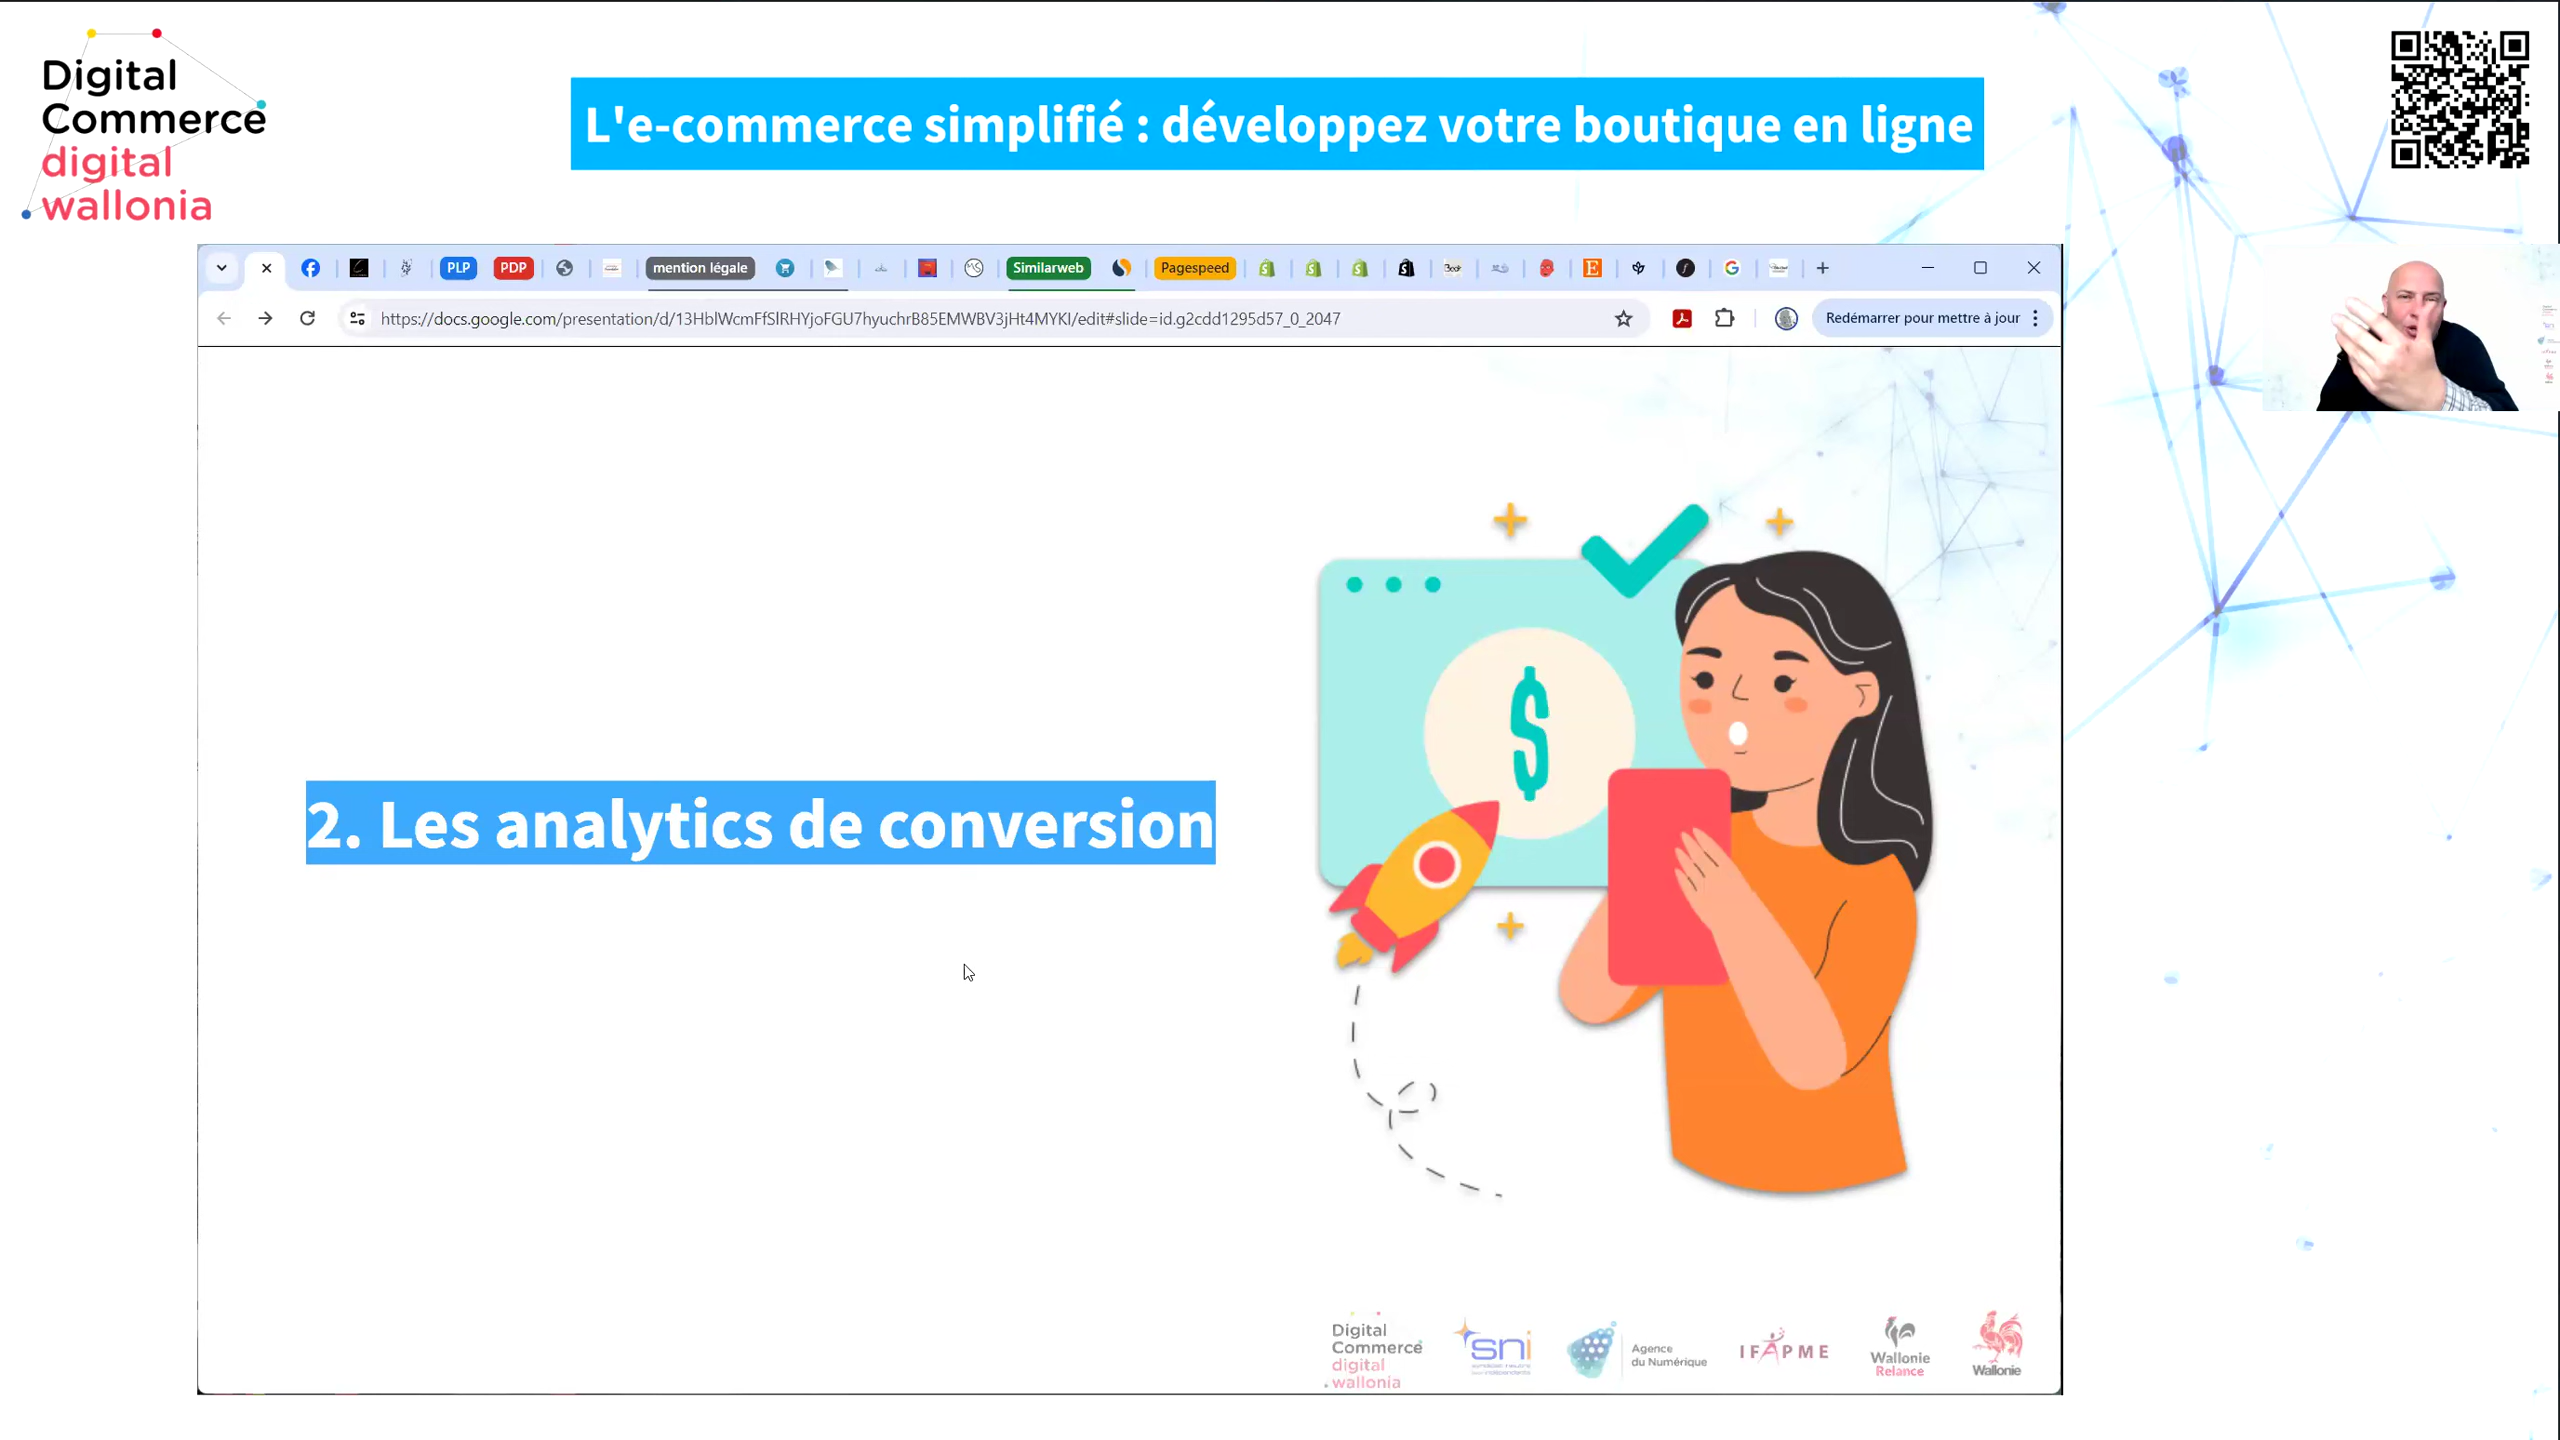 Digital
Commerce
digital
wallonia
L'e-commerce simplifié : développez votre boutique en ligne
PLP
PDP
mention légale
Similarweb
Pagespeed
https://docs.google.com/presentation/d/13HblWcmFfSlRHYjoFGU7hyuchrB85EMWBV3jHt4MYKI/edit#slide=id.g2cdd1295d57_0_2047
Redémarrer pour mettre à jour
$
2. Les analytics de conversion
Digital
Commerce
digital
wallonia
sni
Agence
du Numérique
IFAPME
Wallonie
Relance
Wallonie